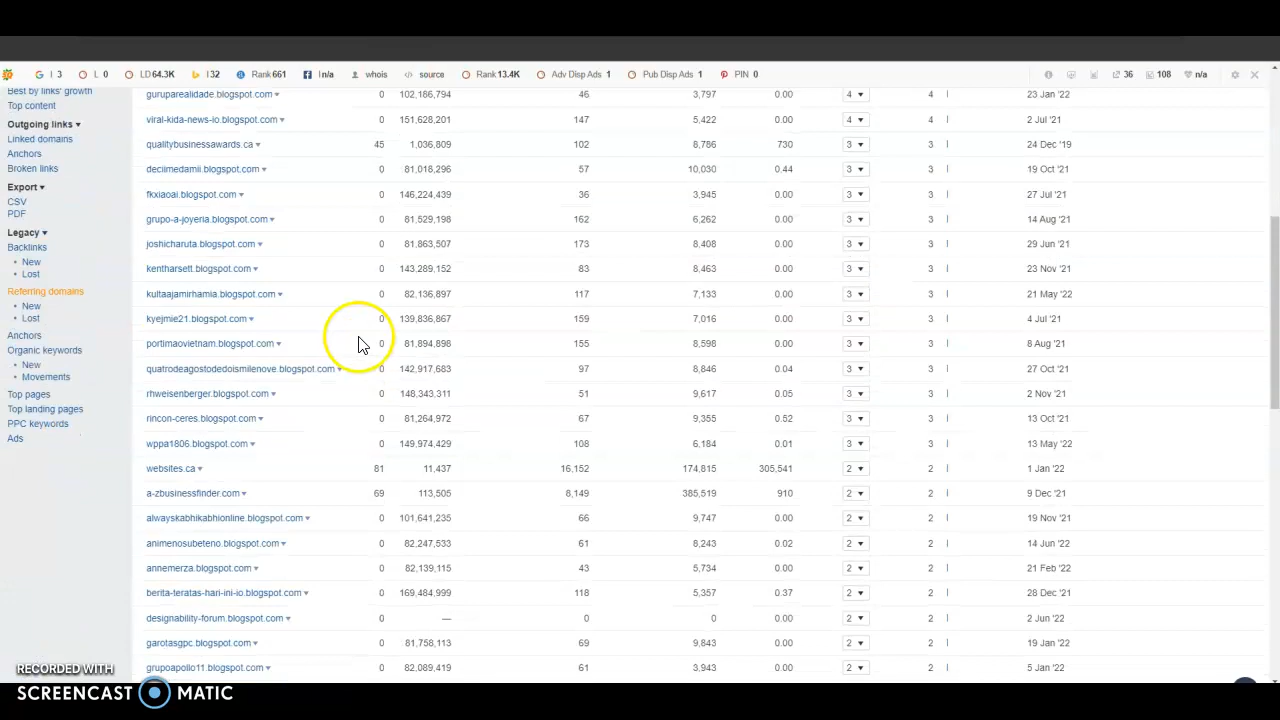 I 3 L 0 LD 64.3K I 32 Rank 661 I n/a whois source Rank 13.4K Adv Disp Ads 1 Pub Disp Ads 1 PIN 0 36 108 n/a
Best by links' growth
Top content
Outgoing links
Linked domains
Anchors
Broken links
Export
CSV
PDF
Legacy
Backlinks
New
Lost
Referring domains
New
Lost
Anchors
Organic keywords
New
Movements
Top pages
Top landing pages
PPC keywords
Ads
guruparealidade.blogspot.com 0 102,186,794 46 3,797 0.00 4 4 23 Jan '22
viral-kida-news-io.blogspot.com 0 151,628,201 147 5,422 0.00 4 4 2 Jul '21
qualitybusinessawards.ca 45 1,036,809 102 8,786 730 3 4 24 Dec '19
deciimedamii.blogspot.com 0 81,018,296 57 10,030 0.44 3 3 19 Oct '21
fkxiaoai.blogspot.com 0 146,224,439 36 3,945 0.00 3 3 27 Jul '21
grupo-a-joyeria.blogspot.com 0 81,529,198 162 6,262 0.00 3 3 14 Aug '21
joshicharuta.blogspot.com 0 81,863,507 173 8,408 0.00 3 3 29 Jun '21
kentharsett.blogspot.com 0 143,289,152 83 8,463 0.00 3 3 23 Nov '21
kultaajamirhamia.blogspot.com 0 82,136,897 117 7,133 0.00 3 3 21 May '22
kyejmie21.blogspot.com 0 139,836,867 159 7,016 0.00 3 3 4 Jul '21
portimaovietnam.blogspot.com 0 81,894,898 155 8,598 0.00 3 3 8 Aug '21
quatrodeagostodedoismilenove.blogspot.com 0 142,917,683 97 8,846 0.04 3 3 27 Oct '21
rhweisenberger.blogspot.com 0 148,343,311 51 9,617 0.05 3 3 2 Nov '21
rincon-ceres.blogspot.com 0 81,264,972 67 9,355 0.52 3 3 13 Oct '21
wppa1806.blogspot.com 0 149,974,429 108 6,184 0.01 3 3 13 May '22
websites.ca 81 11,437 16,152 174,815 305,541 2 2 1 Jan '22
a-zbusinessfinder.com 69 113,505 8,149 385,519 910 2 2 9 Dec '21
alwayskabhikabhionline.blogspot.com 0 101,641,235 66 9,747 0.00 2 2 19 Nov '21
animenosubeteno.blogspot.com 0 82,247,533 61 8,243 0.02 2 2 14 Jun '22
annemerza.blogspot.com 0 82,139,115 43 5,734 0.00 2 2 21 Feb '22
berita-teratas-hari-ini-io.blogspot.com 0 169,484,999 118 5,357 0.37 2 2 28 Dec '21
designability-forum.blogspot.com 0 — 0 0 0.00 2 2 2 Jun '22
garotasgpc.blogspot.com 0 81,758,113 69 9,843 0.00 2 2 19 Jan '22
grupoapollo11.blogspot.com 0 82,089,419 61 3,943 0.00 2 2 5 Jan '22
RECORDED WITH
SCREENCAST MATIC